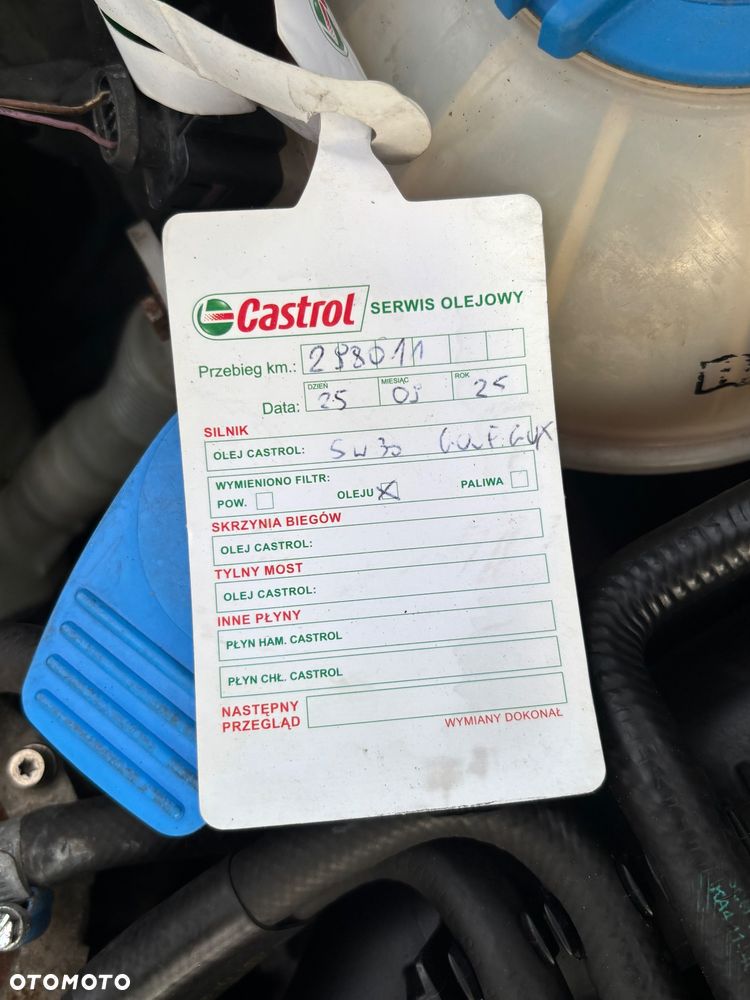 Castrol SERWIS OLEJOWY
Przebieg km.: 298011
DZIEŃ MIESIĄC ROK
Data: 25 05 25
SILNIK
OLEJ CASTROL: 5W30
WYMIENIONO FILTR:
POW. OLEJU PALIWA
SKRZYNIA BIEGÓW
OLEJ CASTROL:
TYLNY MOST
OLEJ CASTROL:
INNE PŁYNY
PŁYN HAM. CASTROL
PŁYN CHŁ. CASTROL
NASTĘPNY
PRZEGLĄD
WYMIANY DOKONAŁ
OTOMOTO